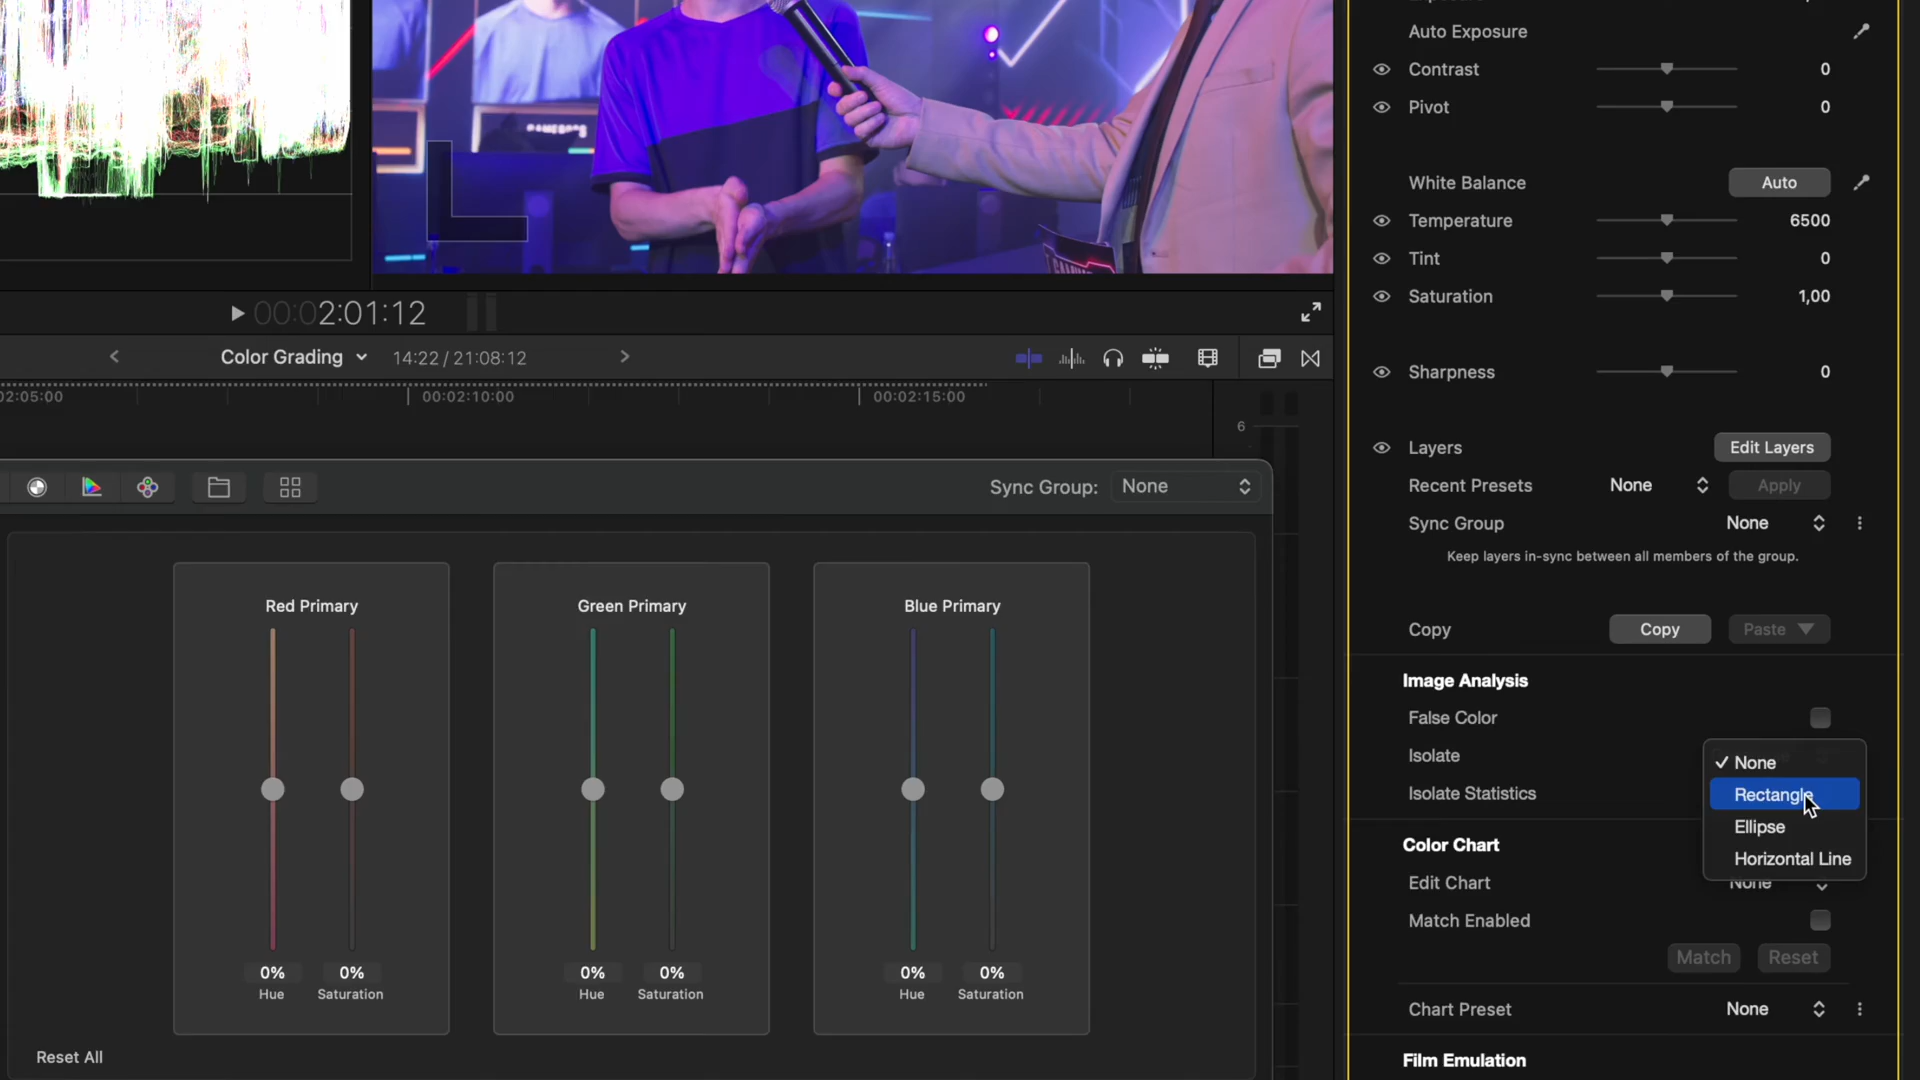 Auto Exposure
Contrast 0
Pivot 0
White Balance Auto
Temperature 6500
Tint 0
Saturation 1,00
Sharpness 0
Layers Edit Layers
Recent Presets None Apply
Sync Group None
Keep layers in-sync between all members of the group.
Copy Copy Paste
Image Analysis
False Color
Isolate
Isolate Statistics
None
Rectangle
Ellipse
Horizontal Line
Color Chart
Edit Chart None
Match Enabled
Match Reset
Chart Preset None
Film Emulation
00:02:01:12
Color Grading 14:22 / 21:08:12
02:05:00 00:02:10:00 00:02:15:00
6
Sync Group: None
Red Primary Green Primary Blue Primary
0% 0% 0% 0% 0% 0%
Hue Saturation Hue Saturation Hue Saturation
Reset All